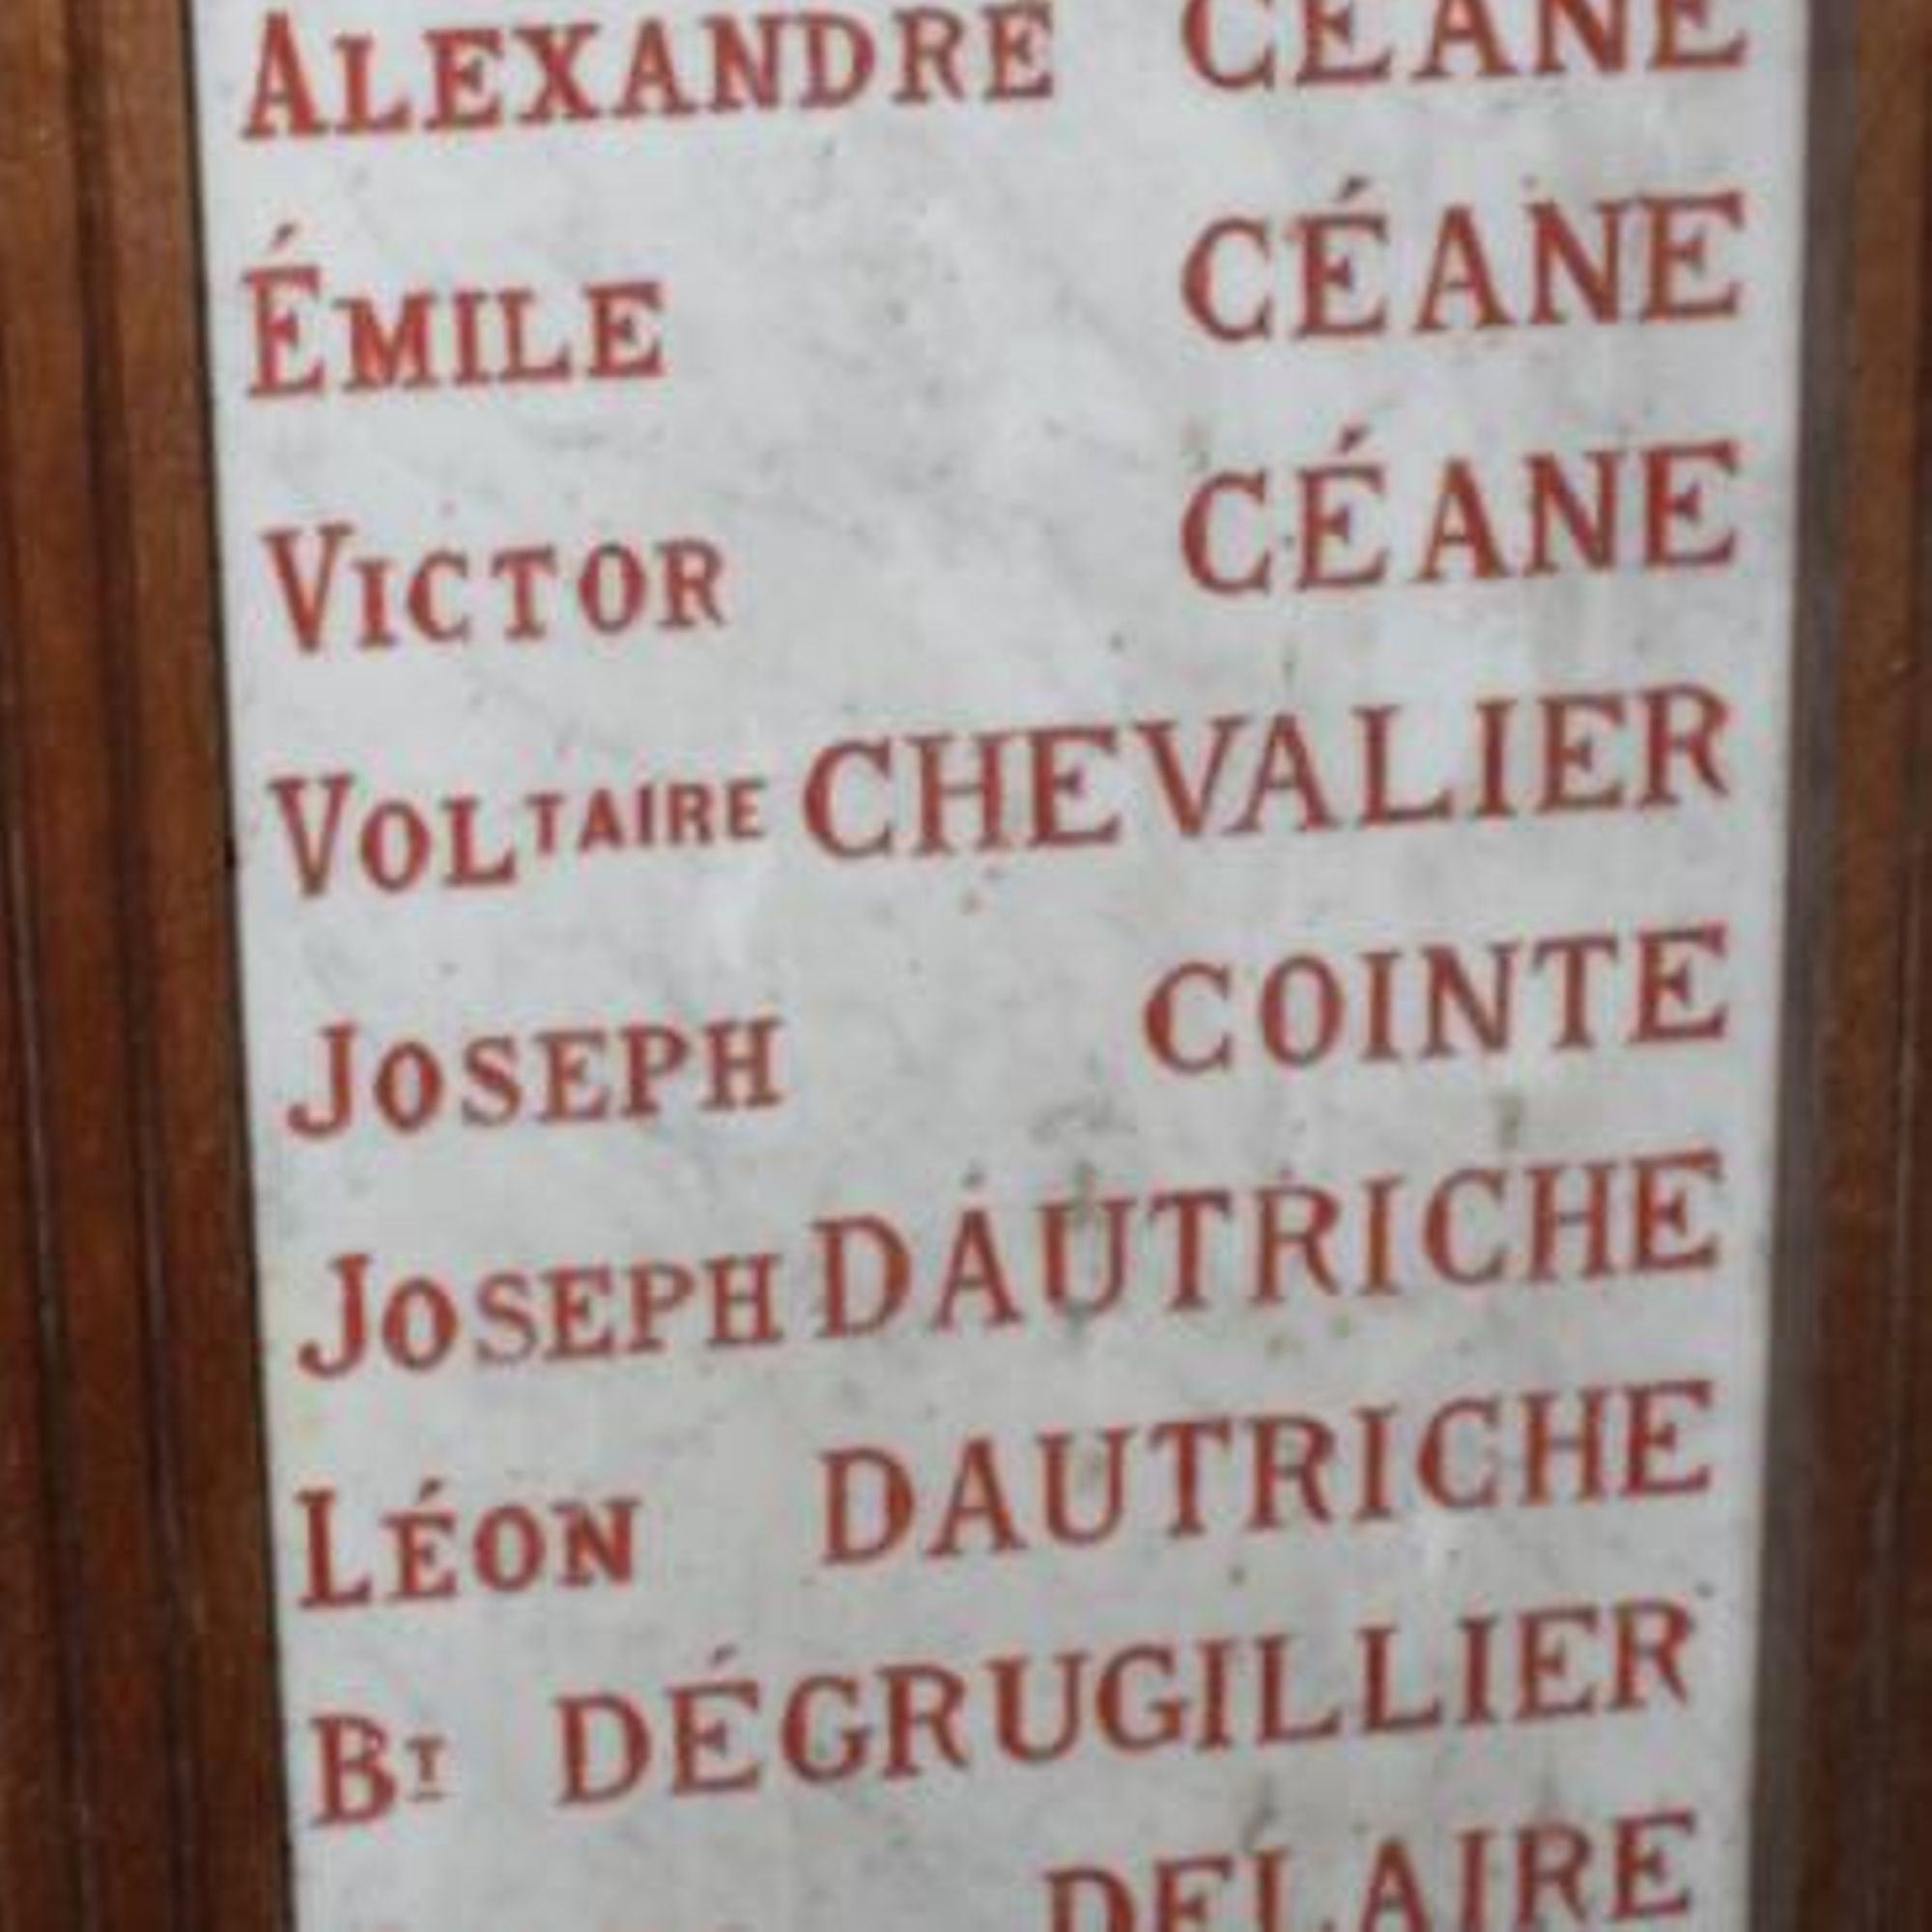 ALEXANDRE CÉANE
ÉMILE CÉANE
VICTOR CÉANE
VOLTAIRE CHEVALIER
JOSEPH COINTE
JOSEPH DAUTRICHE
LÉON DAUTRICHE
BT DÉGRUGILLIER
DELAIRE